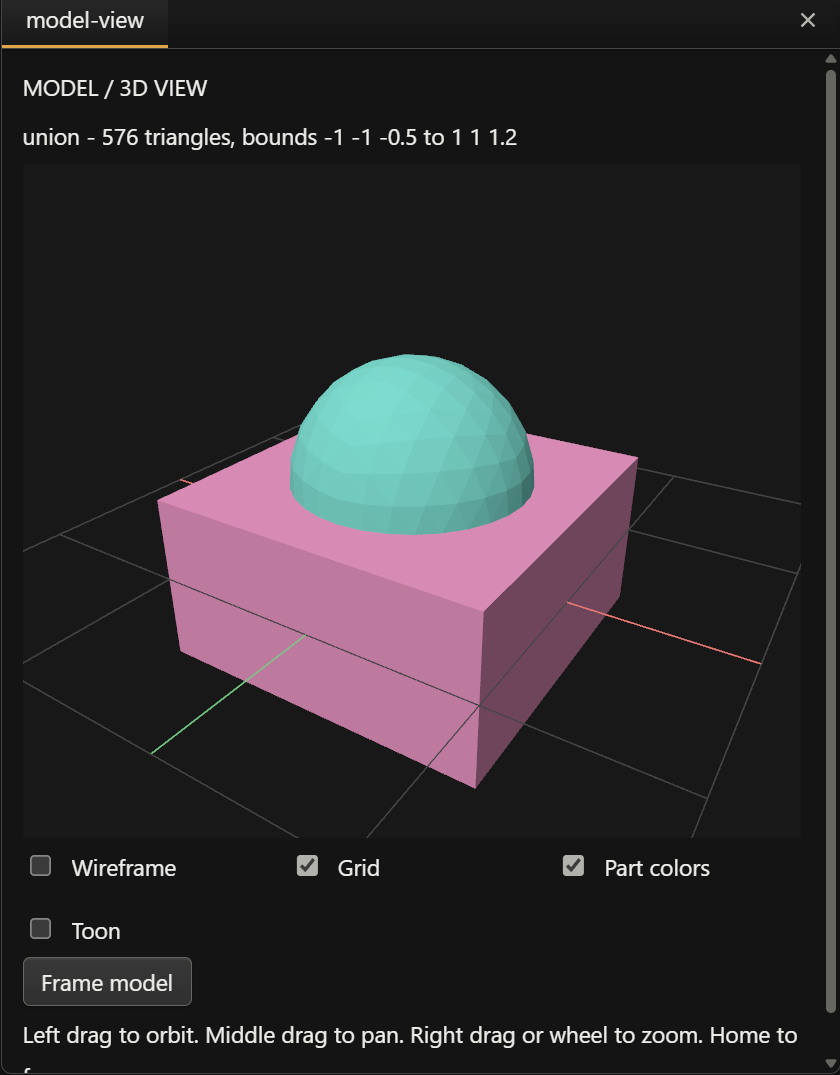 model-view
MODEL / 3D VIEW
union - 576 triangles, bounds -1 -1 -0.5 to 1 1 1.2
Wireframe
Grid
Part colors
Toon
Frame model
Left drag to orbit. Middle drag to pan. Right drag or wheel to zoom. Home to